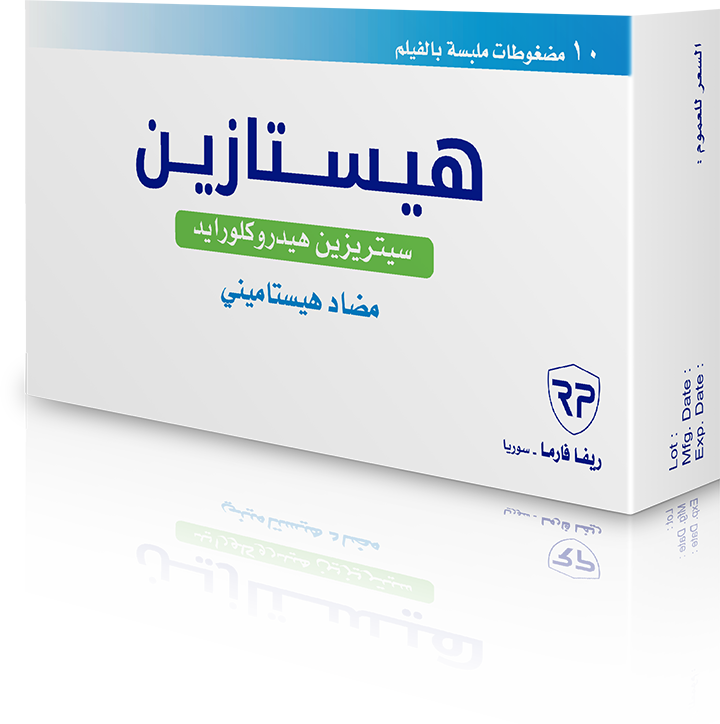 ١٠ مضغوطات ملبسة بالفيلم
هيستازين
سيتريزين هيدروكلورايد
مضاد هيستاميني
RP
ريفا فارما ـ سوريا
السعر للعموم :
Lot :
Mfg. Date :
Exp. Date :